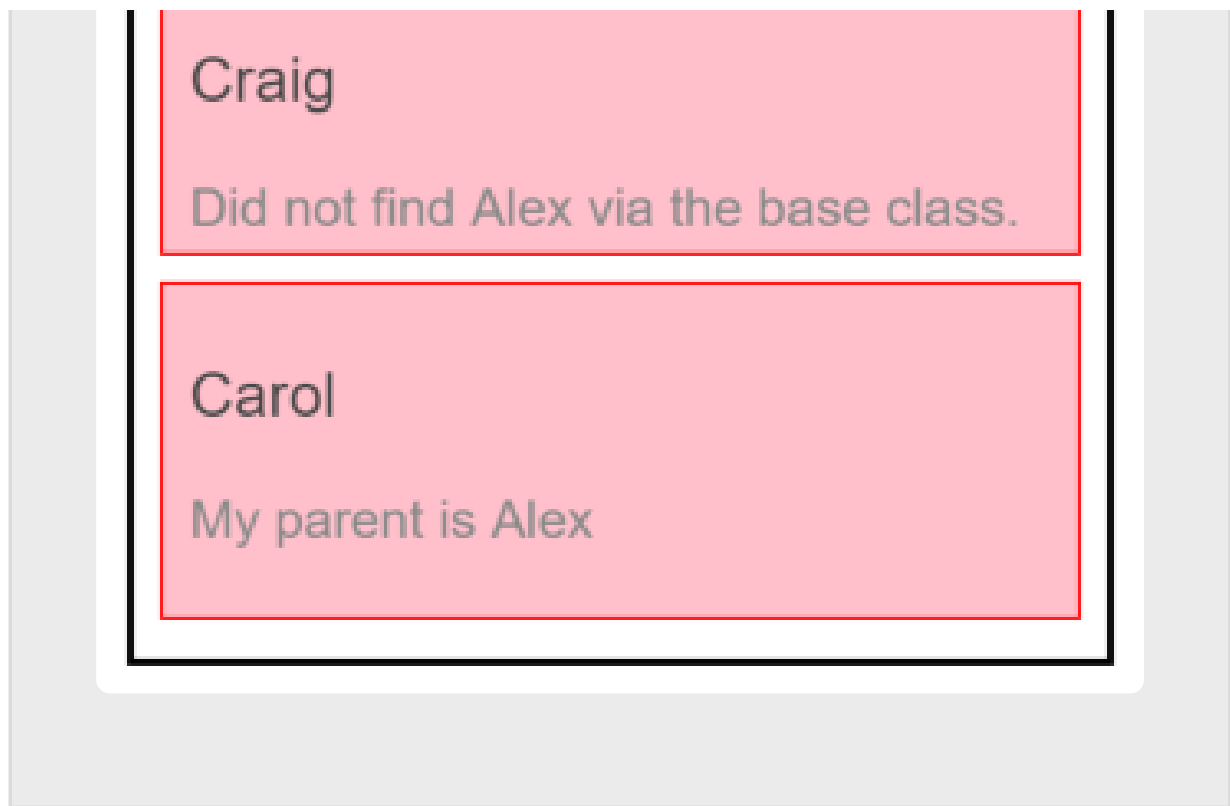 Craig
Did not find Alex via the base class.
Carol
My parent is Alex